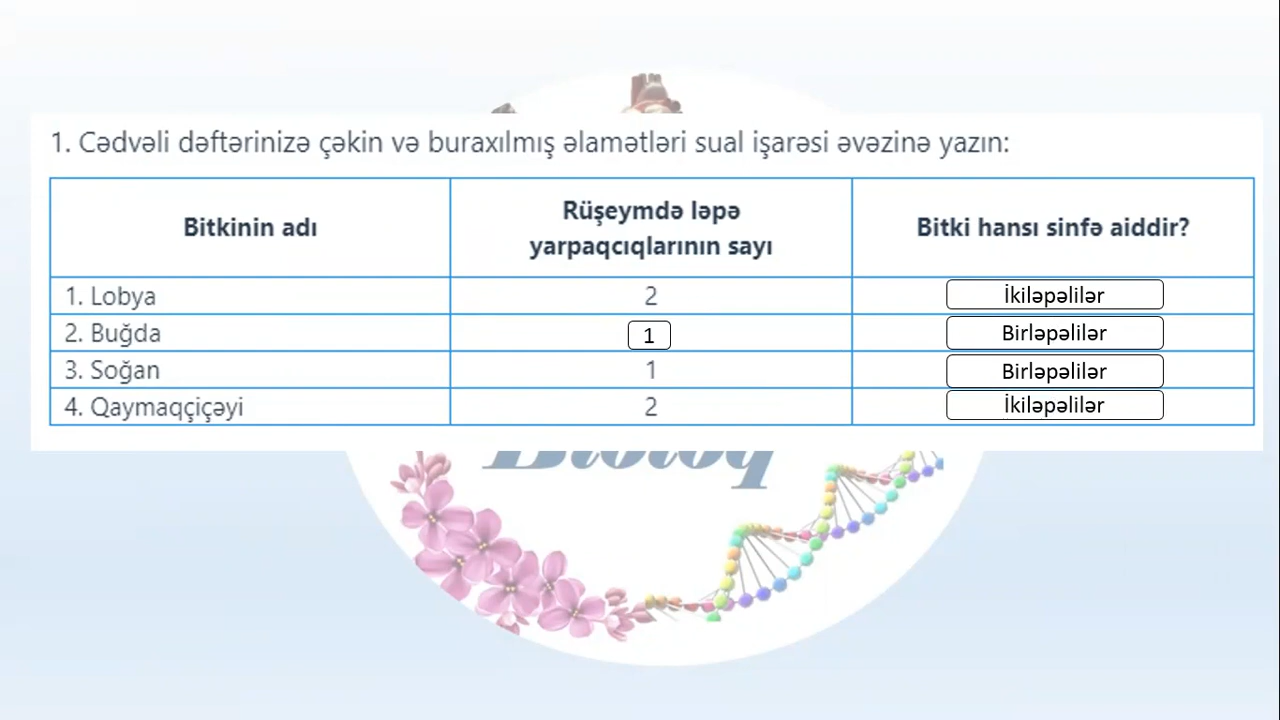 1. Cədvəli dəftərinizə çəkin və buraxılmış əlamətləri sual işarəsi əvəzinə yazın:
Bitkinin adı
Rüşeymdə ləpə
yarpaqcıqlarının sayı
Bitki hansı sinfə aiddir?
1. Lobya 2 İkiləpəlilər
2. Buğda 1 Birləpəlilər
3. Soğan 1 Birləpəlilər
4. Qaymaqçiçəyi 2 İkiləpəlilər